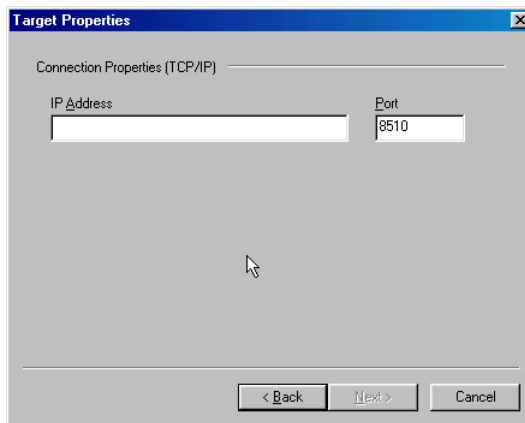 Target Properties
Connection Properties (TCP/IP)
IP Address
Port
8510
< Back
Next >
Cancel